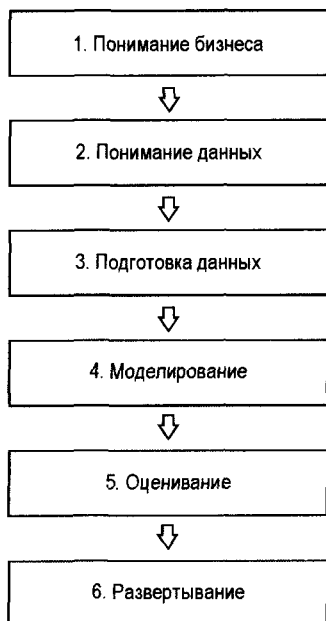 1. Понимание бизнеса
2. Понимание данных
3. Подготовка данных
4. Моделирование
5. Оценивание
6. Развертывание